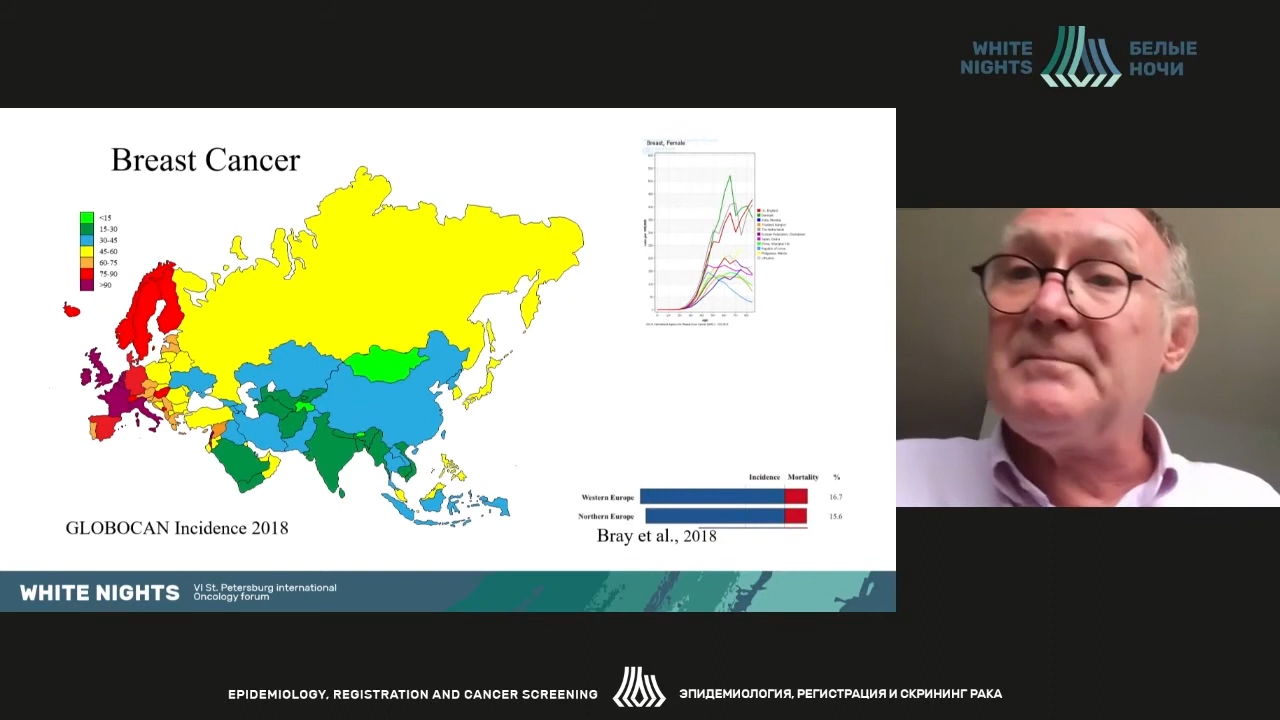 WHITE NIGHTS
БЕЛЫЕ НОЧИ
Breast Cancer
<15
15-30
30-45
45-60
60-75
75-90
>90
GLOBOCAN Incidence 2018
Breast, Female
Incidence Mortality %
Western Europe 16.7
Northern Europe 15.6
Bray et al., 2018
WHITE NIGHTS
VI St. Petersburg international
Oncology forum
EPIDEMIOLOGY, REGISTRATION AND CANCER SCREENING
ЭПИДЕМИОЛОГИЯ, РЕГИСТРАЦИЯ И СКРИНИНГ РАКА